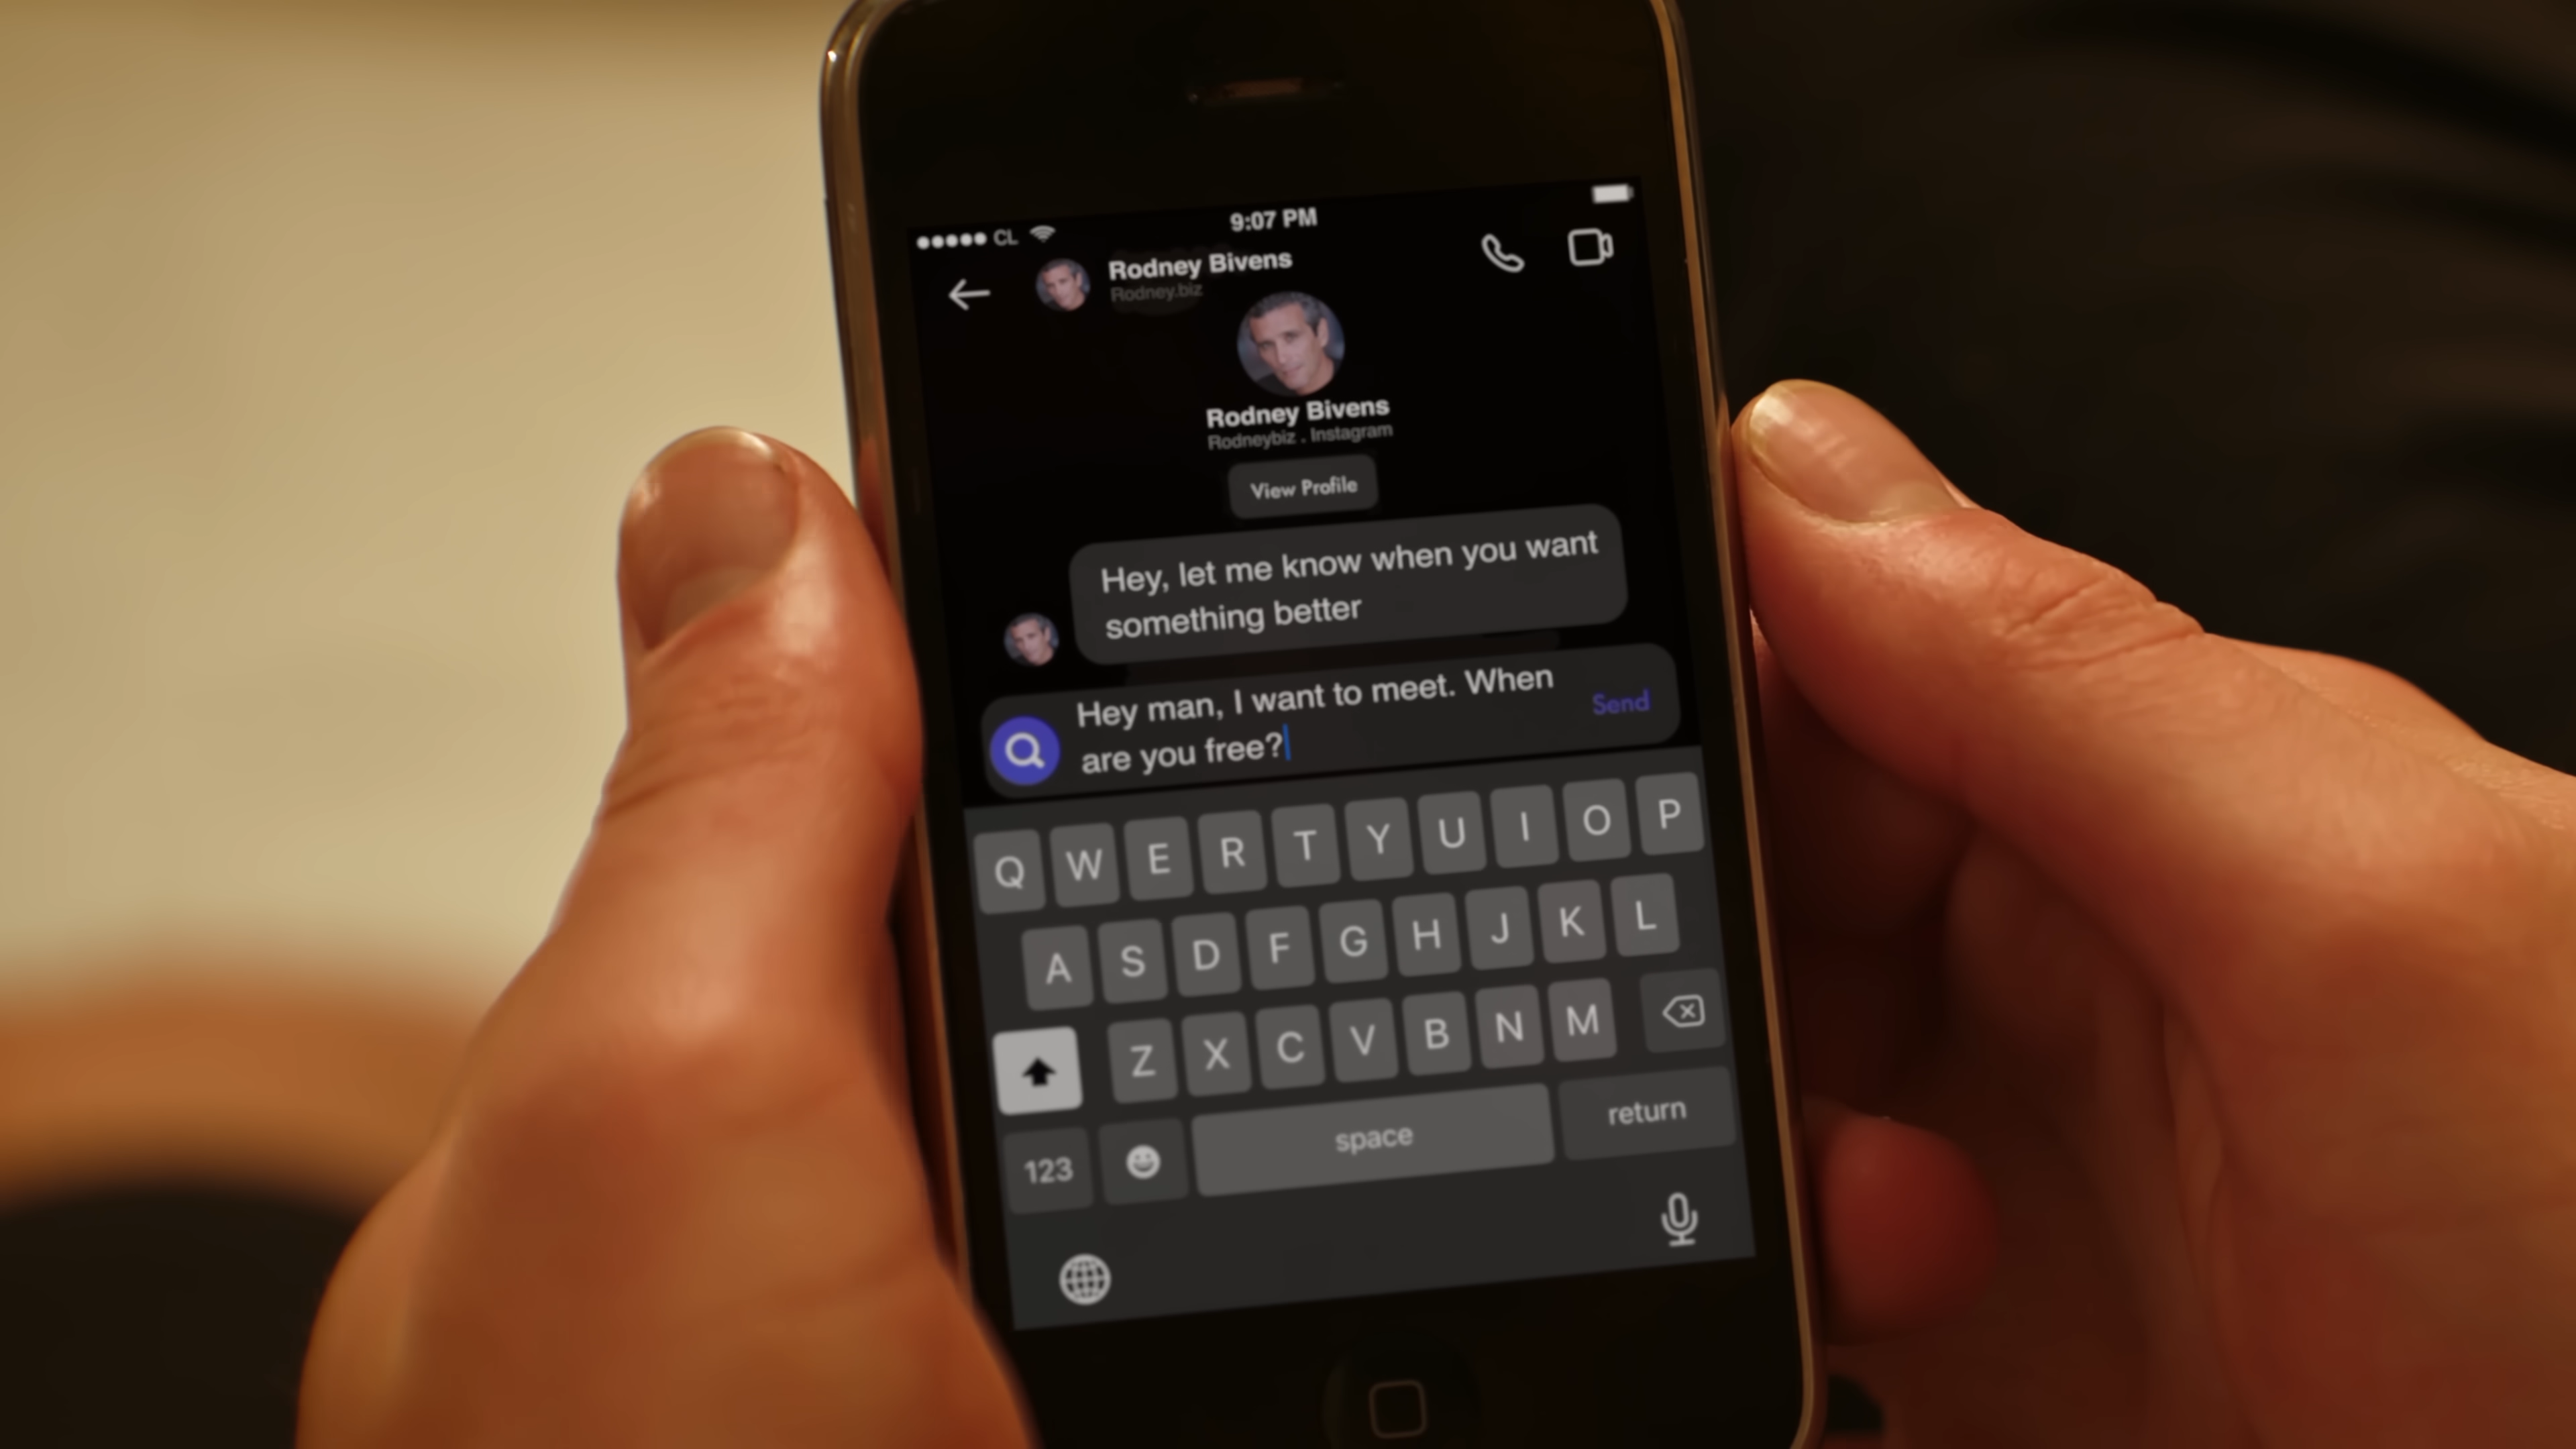 CL 9:07 PM
Rodney Bivens
Rodney.biz
Rodney Bivens
Rodneybiz . Instagram
View Profile
Hey, let me know when you want
something better
Hey man, I want to meet. When
are you free?
Send
Q W E R T Y U I O P
A S D F G H J K L
Z X C V B N M
123 space return